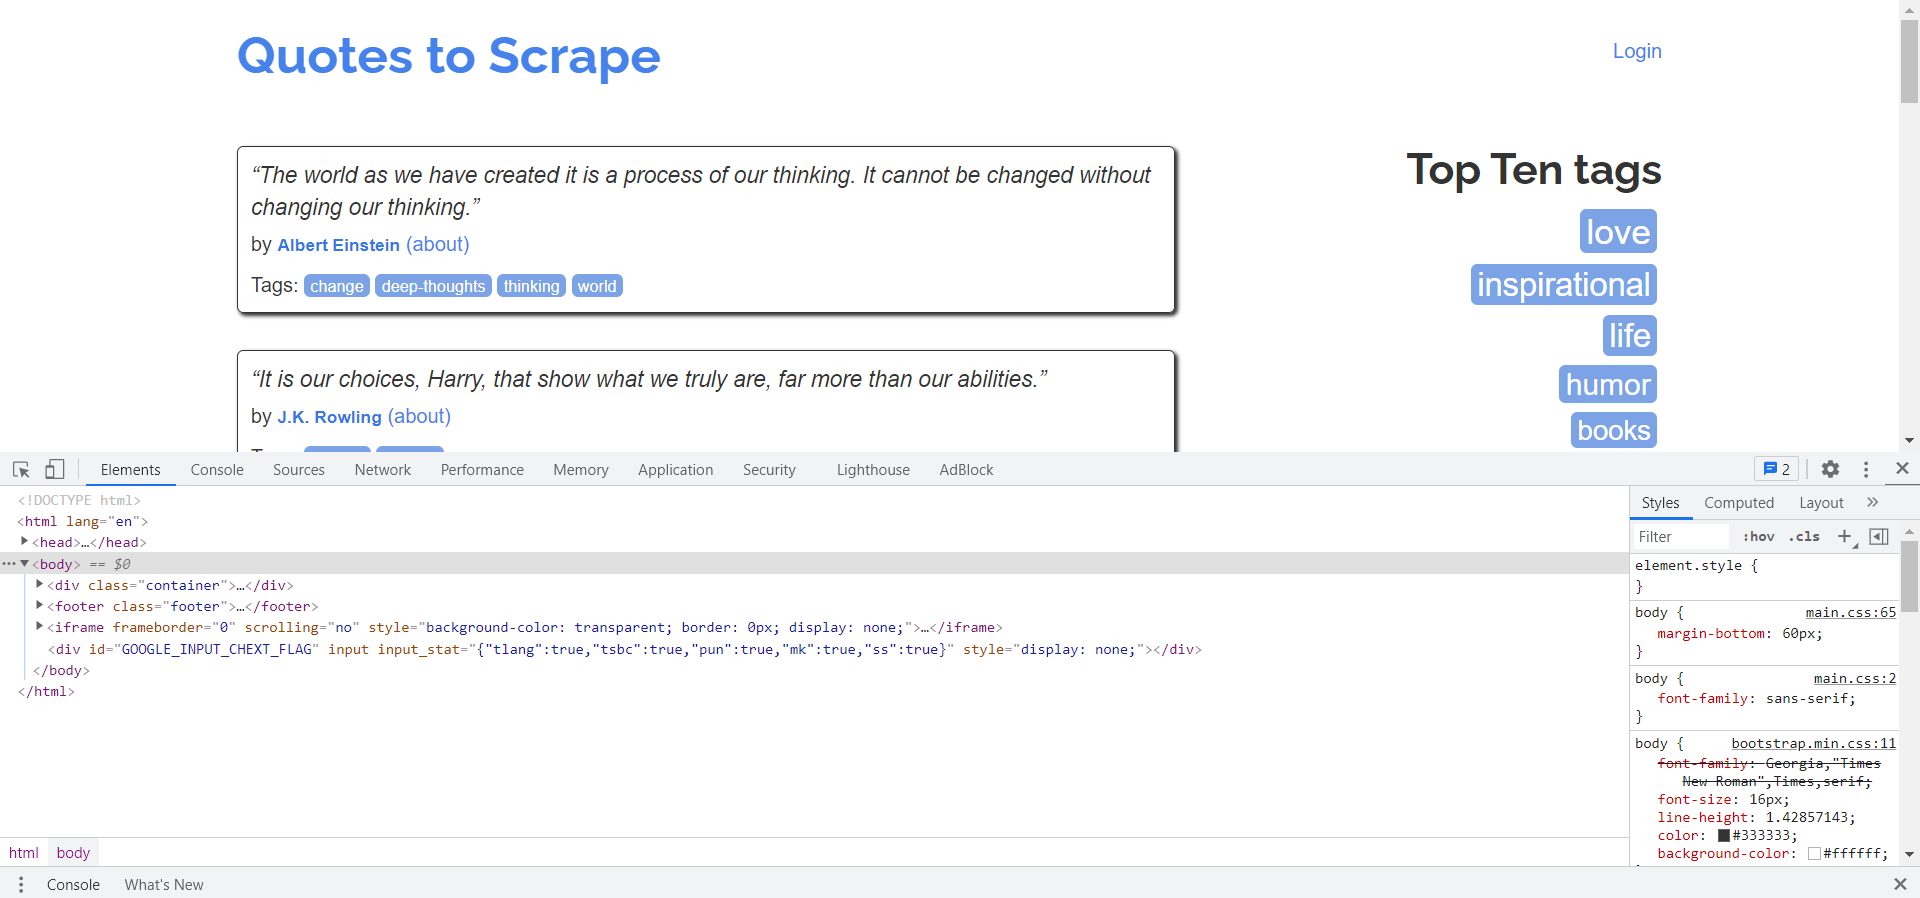 Quotes to Scrape
Login
“The world as we have created it is a process of our thinking. It cannot be changed without
changing our thinking.”
by Albert Einstein (about)
Tags: change deep-thoughts thinking world
“It is our choices, Harry, that show what we truly are, far more than our abilities.”
by J.K. Rowling (about)
Top Ten tags
love
inspirational
life
humor
books
Elements Console Sources Network Performance Memory Application Security Lighthouse AdBlock 2
<!DOCTYPE html>
<html lang="en">
<head>…</head>
<body> == $0
<div class="container">…</div>
<footer class="footer">…</footer>
<iframe frameborder="0" scrolling="no" style="background-color: transparent; border: 0px; display: none;">…</iframe>
<div id="GOOGLE_INPUT_CHEXT_FLAG" input input_stat="{"tlang":true,"tsbc":true,"pun":true,"mk":true,"ss":true}" style="display: none;"></div>
</body>
</html>
html body
Styles Computed Layout »
Filter :hov .cls +
element.style {
}
body { main.css:65
margin-bottom: 60px;
}
body { main.css:2
font-family: sans-serif;
}
body { bootstrap.min.css:11
font-family: Georgia,"Times
New Roman",Times,serif;
font-size: 16px;
line-height: 1.42857143;
color: #333333;
background-color: #ffffff;
Console What's New